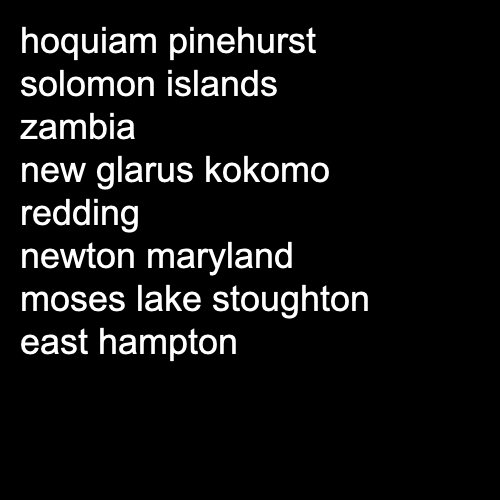 hoquiam pinehurst
solomon islands
zambia
new glarus kokomo
redding
newton maryland
moses lake stoughton
east hampton